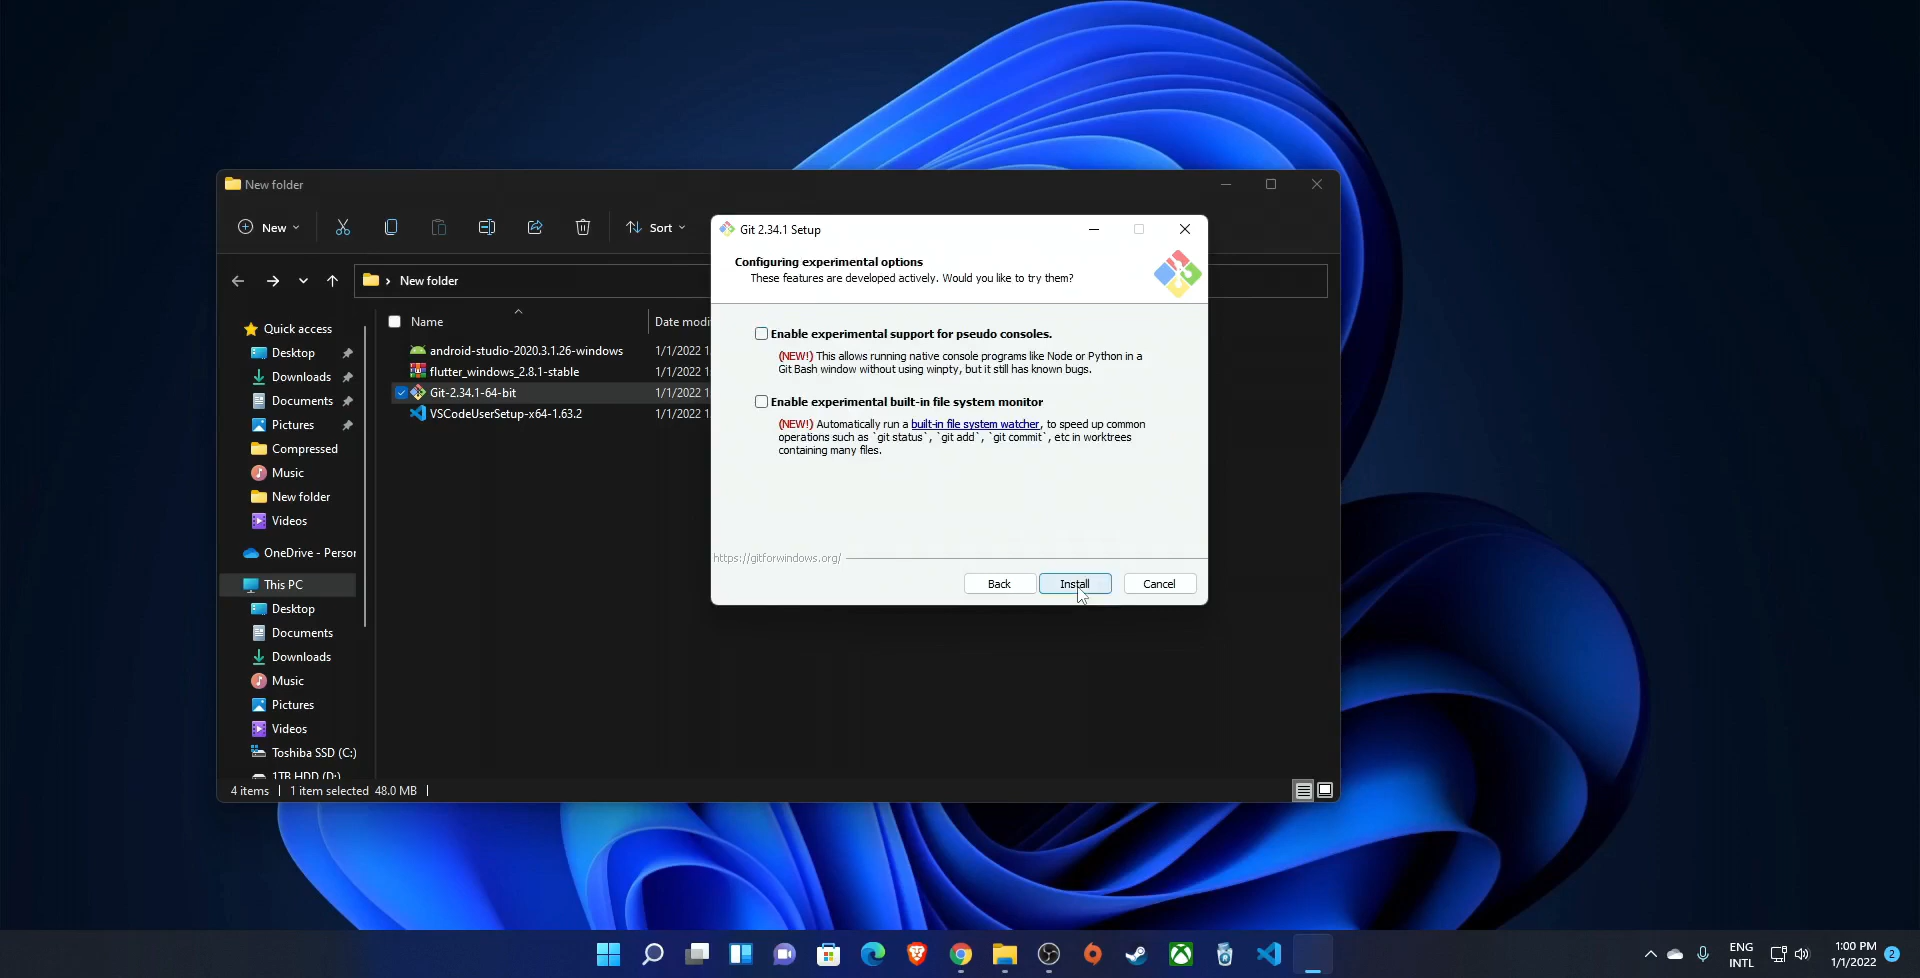 New folder
New
Sort
New folder
Name
Date modi
android-studio-2020.3.1.26-windows
1/1/2022 1
flutter_windows_2.8.1-stable
1/1/2022 1
Git-2.34.1-64-bit
1/1/2022 1
VSCodeUserSetup-x64-1.63.2
1/1/2022 1
Quick access
Desktop
Downloads
Documents
Pictures
Compressed
Music
New folder
Videos
OneDrive - Person
This PC
Desktop
Documents
Downloads
Music
Pictures
Videos
Toshiba SSD (C:)
1TB HDD (D:)
4 items
1 item selected 48.0 MB
Git 2.34.1 Setup
Configuring experimental options
These features are developed actively. Would you like to try them?
Enable experimental support for pseudo consoles.
(NEW!) This allows running native console programs like Node or Python in a
Git Bash window without using winpty, but it still has known bugs.
Enable experimental built-in file system monitor
(NEW!) Automatically run a built-in file system watcher, to speed up common
operations such as `git status`, `git add`, `git commit`, etc in worktrees
containing many files.
https://gitforwindows.org/
Back
Install
Cancel
ENG
INTL
1:00 PM
1/1/2022
2